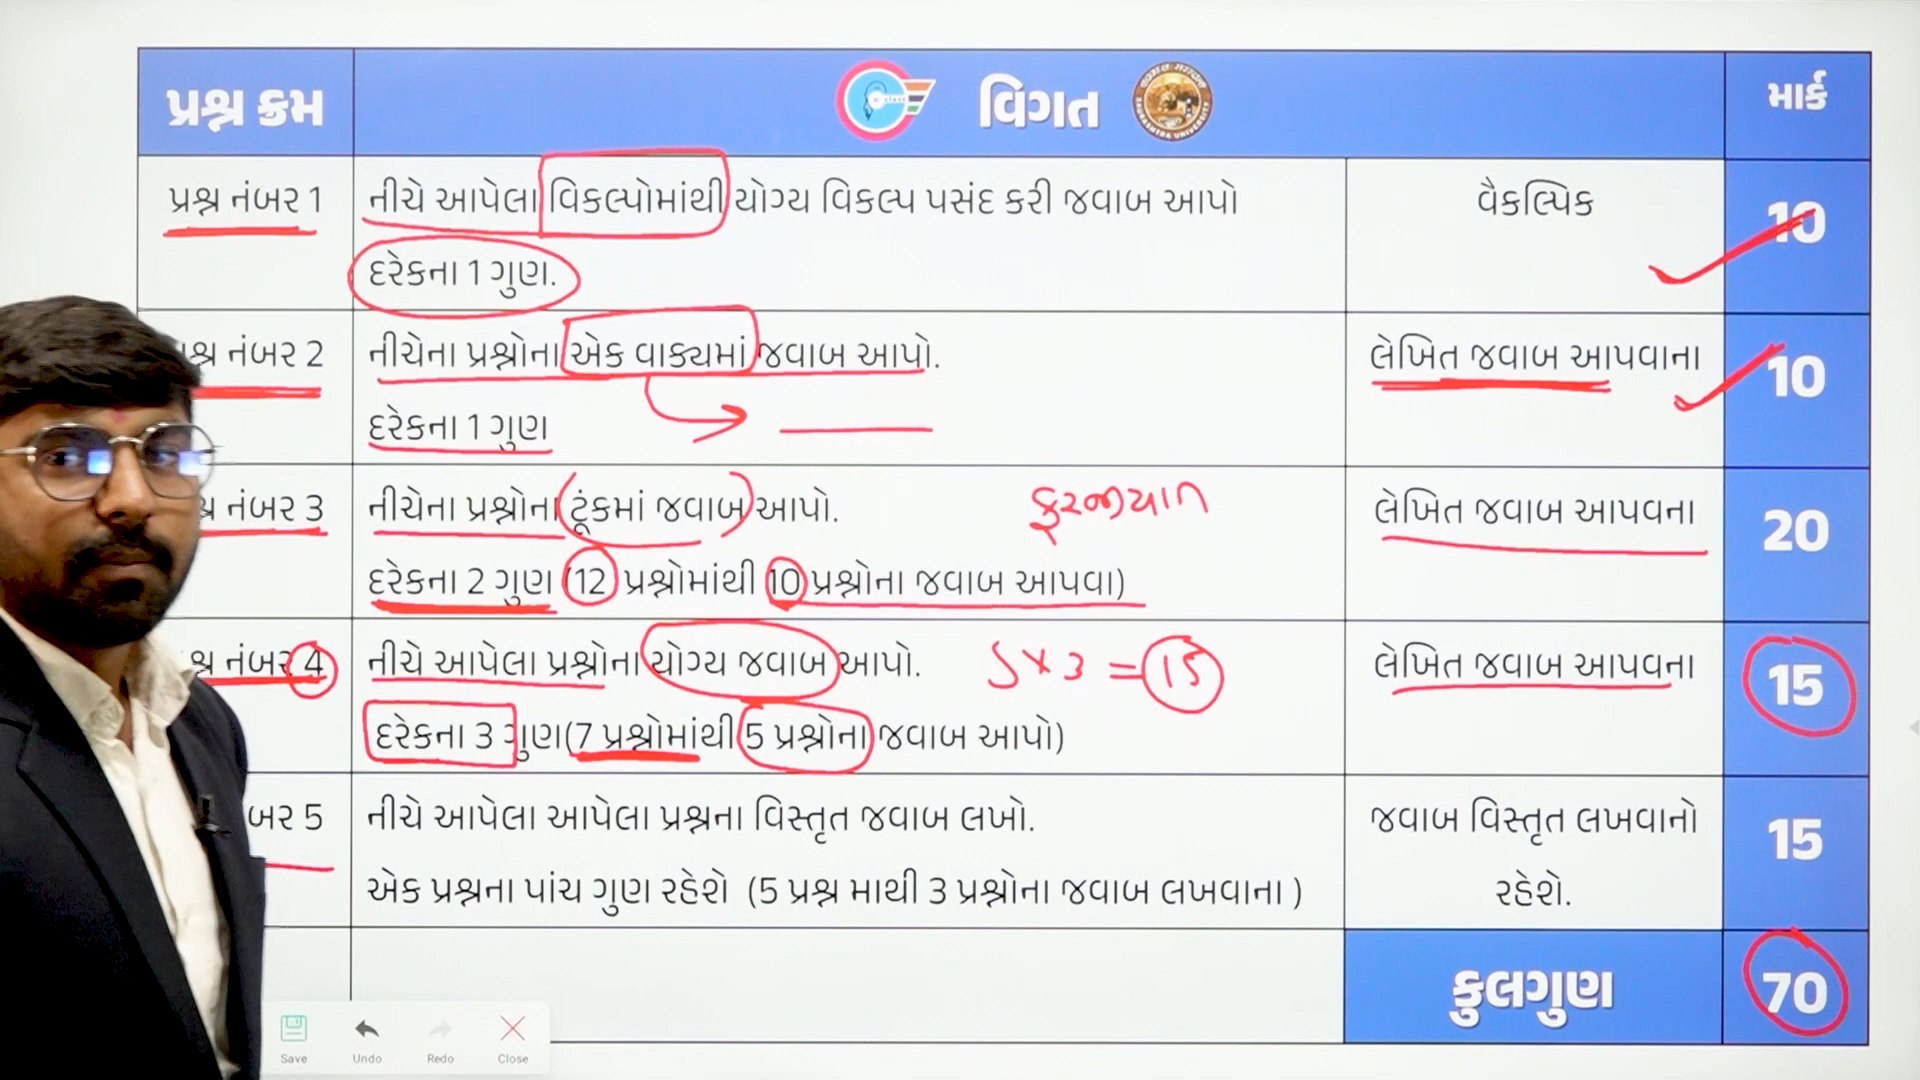 પ્રશ્ન ક્રમ
વિગત
માર્ક
પ્રશ્ન નંબર 1
નીચે આપેલા વિકલ્પોમાંથી યોગ્ય વિકલ્પ પસંદ કરી જવાબ આપો
દરેકના 1 ગુણ.
વૈકલ્પિક
10
નંબર 2
નીચેના પ્રશ્નોના એક વાક્યમાં જવાબ આપો.
દરેકના 1 ગુણ
લેખિત જવાબ આપવાના
10
નંબર 3
નીચેના પ્રશ્નોના ટૂંકમાં જવાબ આપો.
દરેકના 2 ગુણ (12 પ્રશ્નોમાંથી 10 પ્રશ્નોના જવાબ આપવા)
ફરજીયાત
લેખિત જવાબ આપવના
20
નંબર 4
નીચે આપેલા પ્રશ્નોના યોગ્ય જવાબ આપો.
5 x 3 = 15
દરેકના 3 ગુણ(7 પ્રશ્નોમાંથી 5 પ્રશ્નોના જવાબ આપો)
લેખિત જવાબ આપવના
15
બર 5
નીચે આપેલા આપેલા પ્રશ્નના વિસ્તૃત જવાબ લખો.
એક પ્રશ્નના પાંચ ગુણ રહેશે (5 પ્રશ્ન માથી 3 પ્રશ્નોના જવાબ લખવાના )
જવાબ વિસ્તૃત લખવાનો
રહેશે.
15
કુલગુણ
70
Save
Undo
Redo
Close